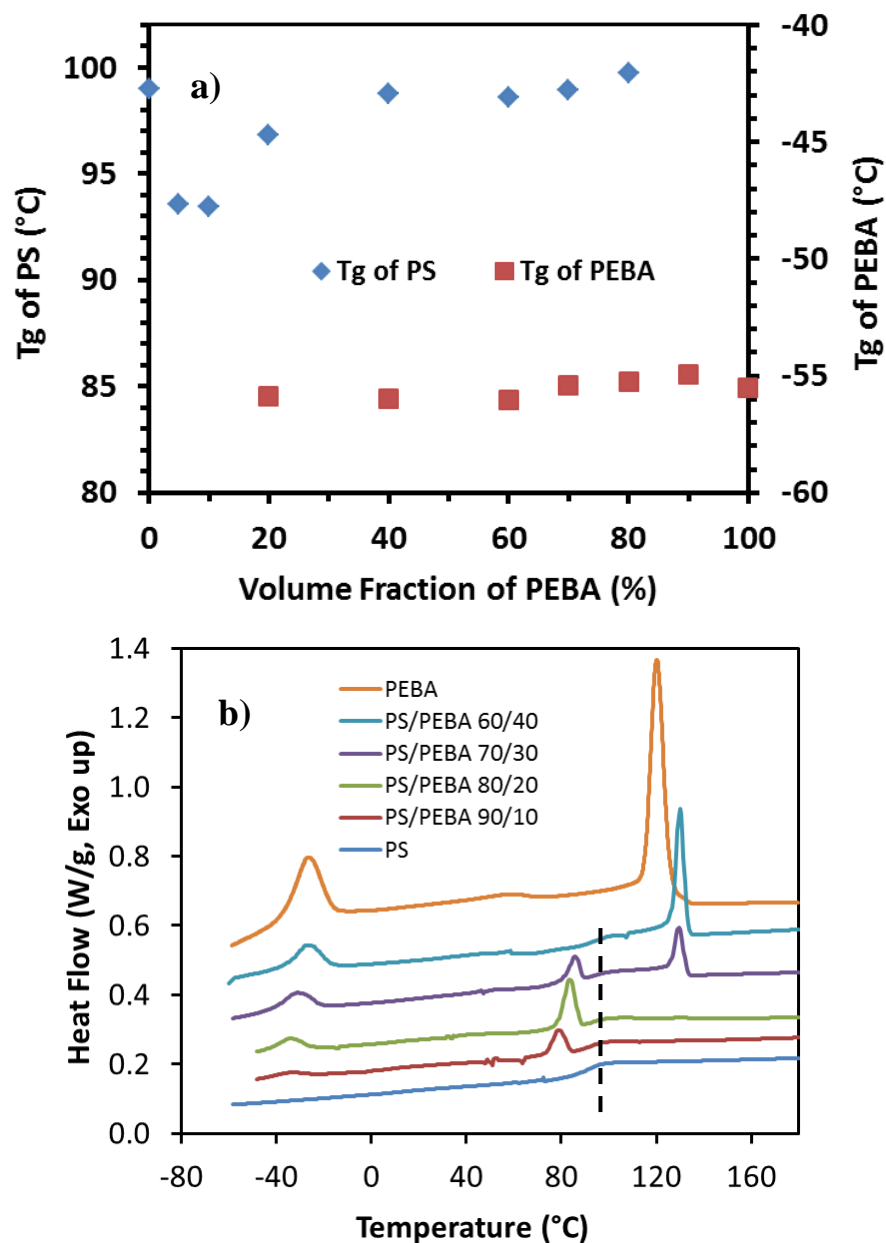 a)
Tg of PS (°C)
100
95
90
85
80
Tg of PEBA (°C)
-40
-45
-50
-55
-60
Tg of PS
Tg of PEBA
0 20 40 60 80 100
Volume Fraction of PEBA (%)
b)
Heat Flow (W/g, Exo up)
1.4
1.2
1.0
0.8
0.6
0.4
0.2
0.0
PEBA
PS/PEBA 60/40
PS/PEBA 70/30
PS/PEBA 80/20
PS/PEBA 90/10
PS
-80 -40 0 40 80 120 160
Temperature (°C)